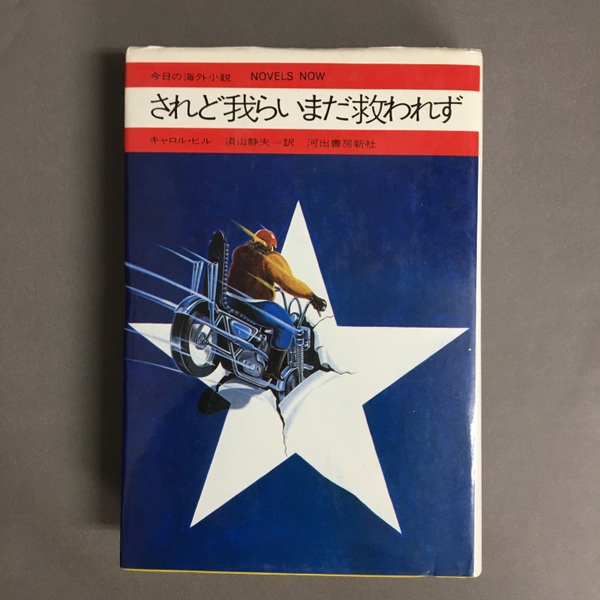 今日の海外小説 NOVELS NOW
されど我らいまだ救われず
キャロル・ヒル 須山静夫=訳 河出書房新社